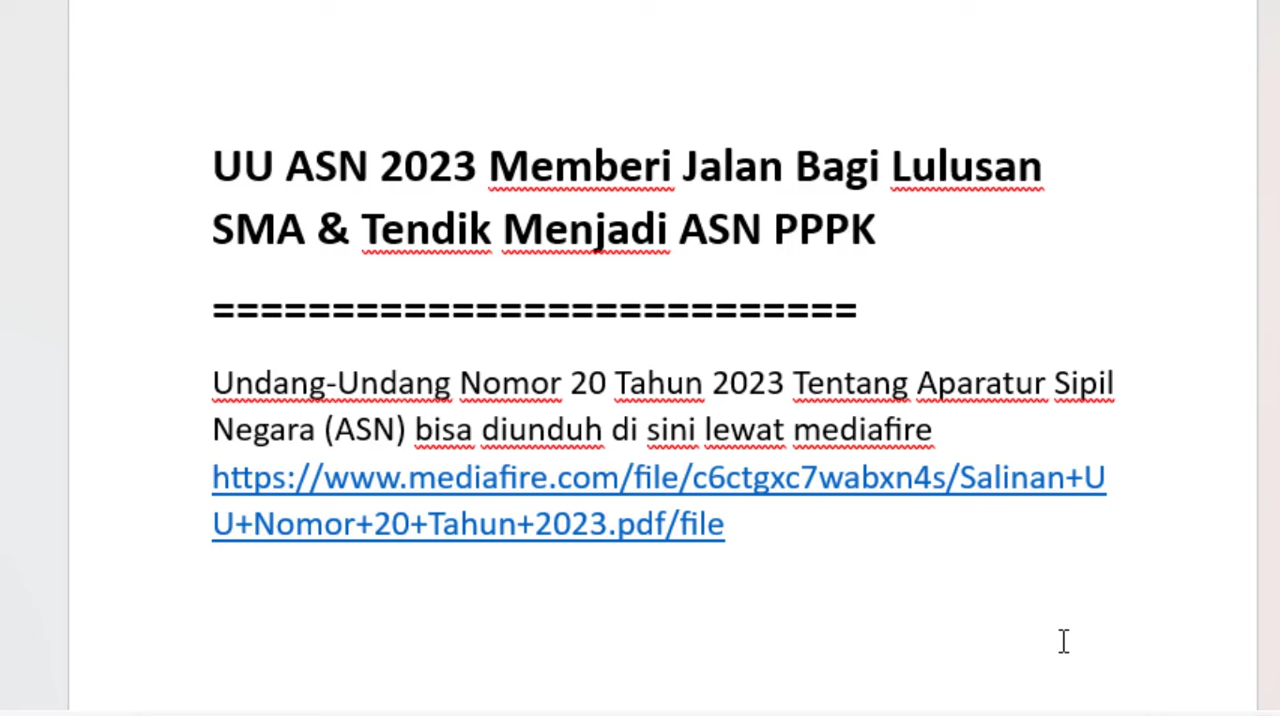 UU ASN 2023 Memberi Jalan Bagi Lulusan
SMA & Tendik Menjadi ASN PPPK
===========================
Undang-Undang Nomor 20 Tahun 2023 Tentang Aparatur Sipil
Negara (ASN) bisa diunduh di sini lewat mediafire
https://www.mediafire.com/file/c6ctgxc7wabxn4s/Salinan+U
U+Nomor+20+Tahun+2023.pdf/file